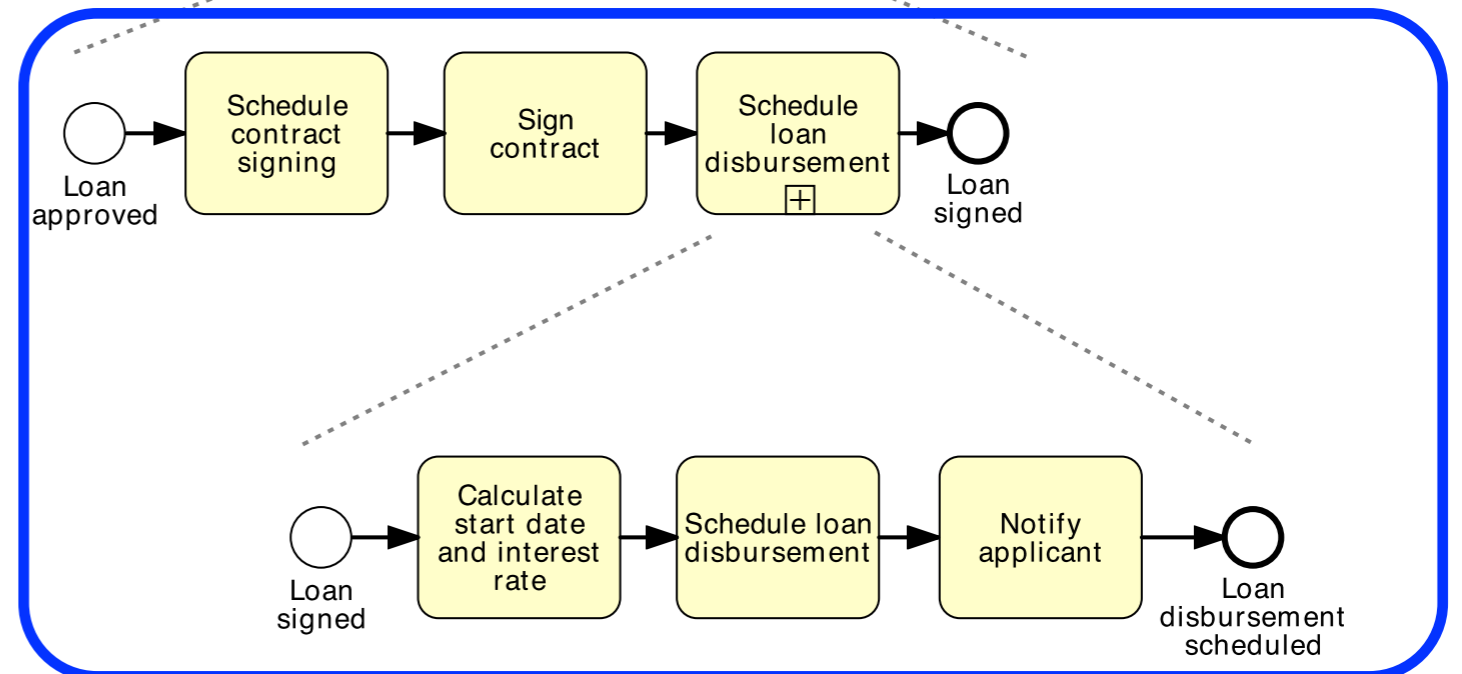 Schedule
contract
signing
Sign
contract
Schedule
loan
disbursement
Loan
approved
Loan
signed
Calculate
start date
and interest
rate
Schedule loan
disbursement
Notify
applicant
Loan
signed
Loan
disbursement
scheduled